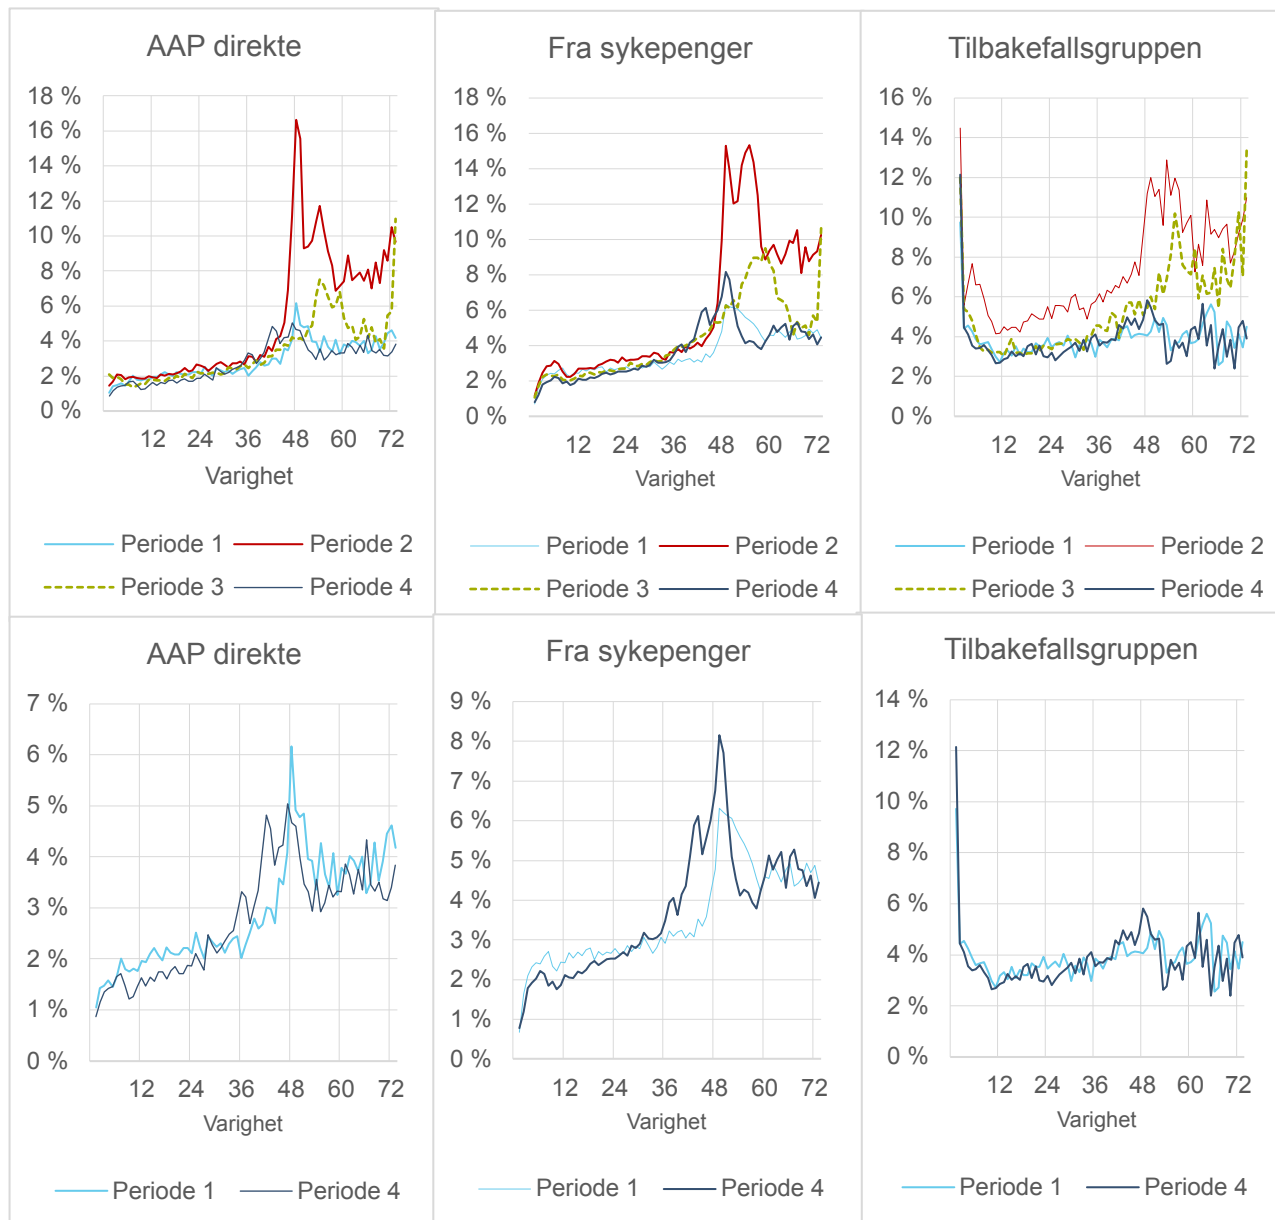 AAP direkte
18 %
16 %
14 %
12 %
10 %
8 %
6 %
4 %
2 %
0 %
12 24 36 48 60 72
Varighet
Periode 1 Periode 2
Periode 3 Periode 4
Fra sykepenger
18 %
16 %
14 %
12 %
10 %
8 %
6 %
4 %
2 %
0 %
12 24 36 48 60 72
Varighet
Periode 1 Periode 2
Periode 3 Periode 4
Tilbakefallsgruppen
16 %
14 %
12 %
10 %
8 %
6 %
4 %
2 %
0 %
12 24 36 48 60 72
Varighet
Periode 1 Periode 2
Periode 3 Periode 4
AAP direkte
7 %
6 %
5 %
4 %
3 %
2 %
1 %
0 %
12 24 36 48 60 72
Varighet
Periode 1 Periode 4
Fra sykepenger
9 %
8 %
7 %
6 %
5 %
4 %
3 %
2 %
1 %
0 %
12 24 36 48 60 72
Varighet
Periode 1 Periode 4
Tilbakefallsgruppen
14 %
12 %
10 %
8 %
6 %
4 %
2 %
0 %
12 24 36 48 60 72
Varighet
Periode 1 Periode 4